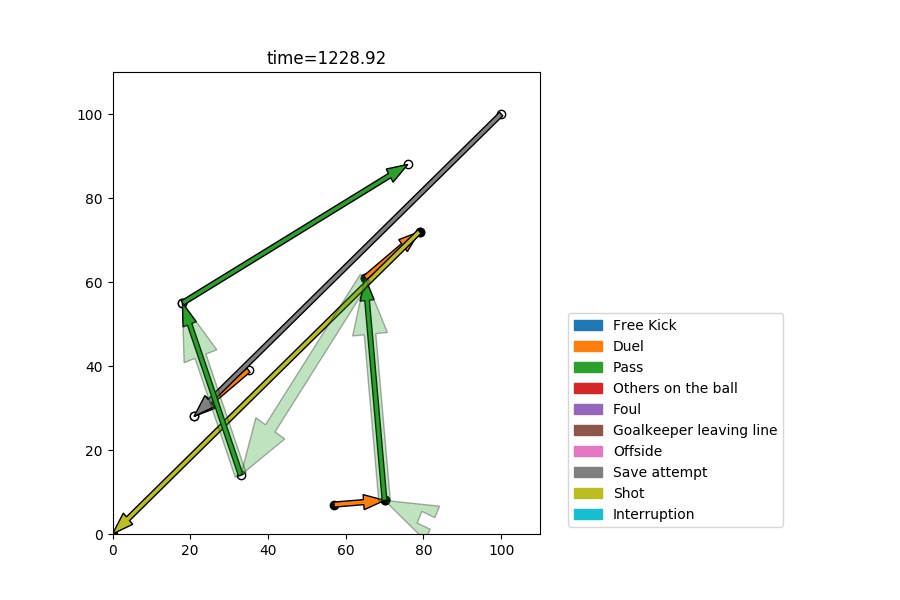 time=1228.92
100
80
60
40
20
0
0 20 40 60 80 100
Free Kick
Duel
Pass
Others on the ball
Foul
Goalkeeper leaving line
Offside
Save attempt
Shot
Interruption